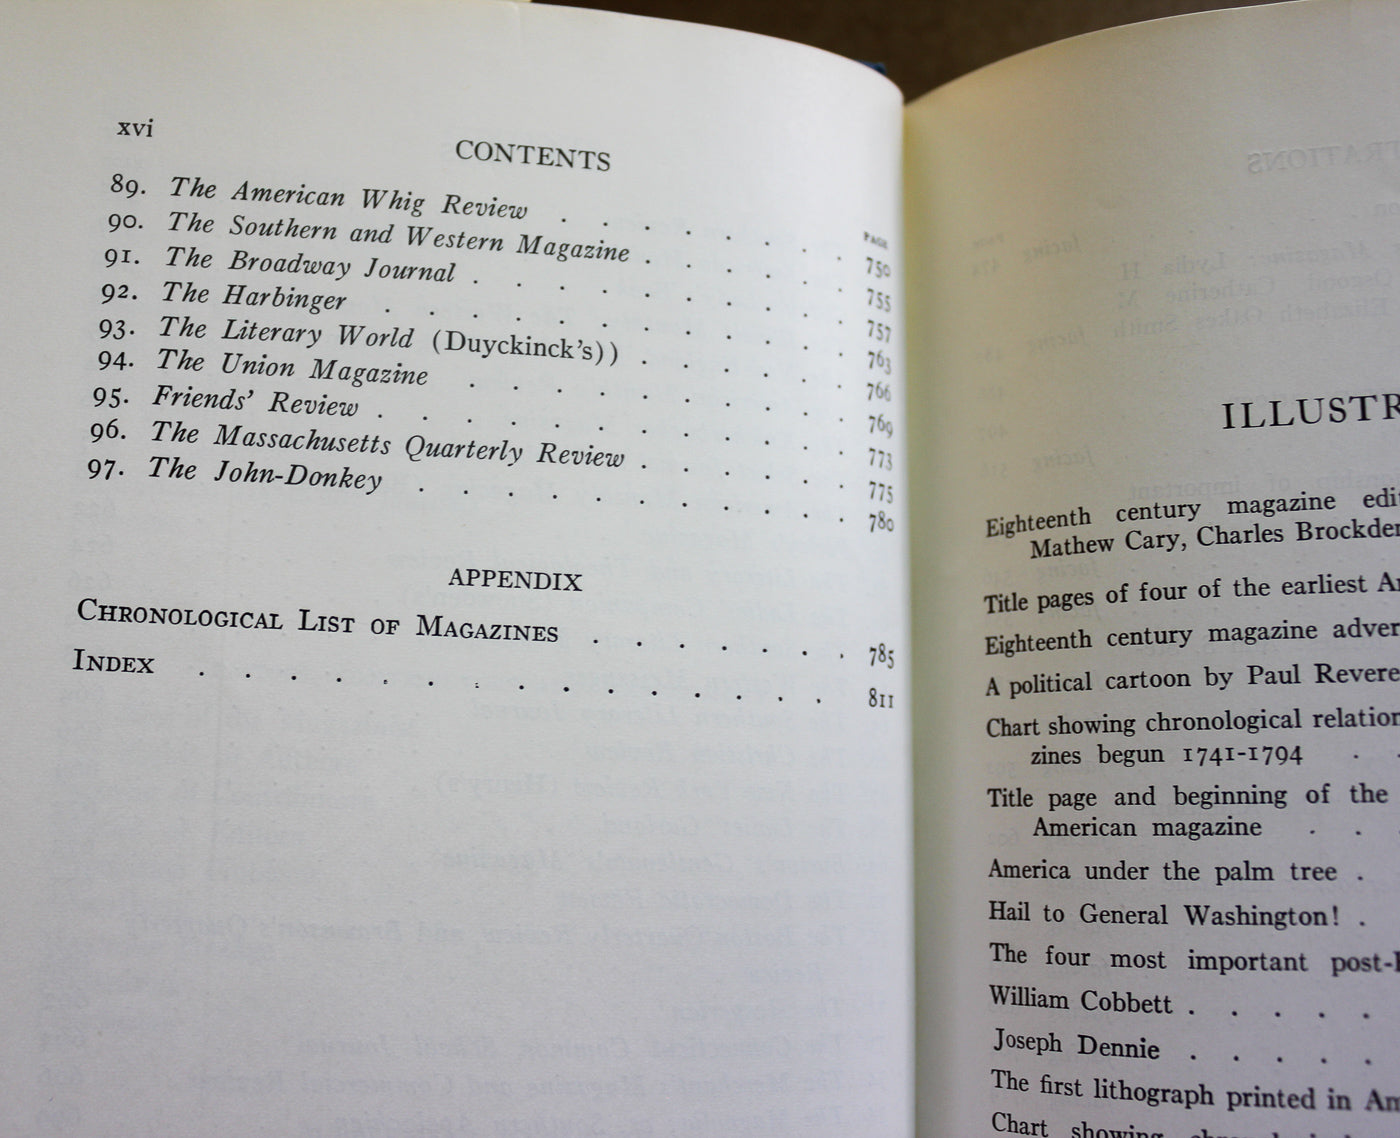 xvi
CONTENTS
PAGE
89. The American Whig Review . . . . . . . 750
90. The Southern and Western Magazine . . . . . 755
91. The Broadway Journal . . . . . . . . . 757
92. The Harbinger . . . . . . . . . . . 763
93. The Literary World (Duyckinck's)) . . . . . 766
94. The Union Magazine . . . . . . . . . 769
95. Friends' Review . . . . . . . . . . . 773
96. The Massachusetts Quarterly Review . . . . . 775
97. The John-Donkey . . . . . . . . . . 780
APPENDIX
CHRONOLOGICAL LIST OF MAGAZINES . . . . . . . 785
INDEX . . . . . . . . . . . . . . . 811
ILLUSTR
Eighteenth century magazine edi
Mathew Cary, Charles Brockden
Title pages of four of the earliest A
Eighteenth century magazine adver
A political cartoon by Paul Revere
Chart showing chronological relation
zines begun 1741-1794 . .
Title page and beginning of the
American magazine . .
America under the palm tree .
Hail to General Washington! .
The four most important post-
William Cobbett . . . . .
Joseph Dennie . . . . .
The first lithograph printed in Am
Chart showing